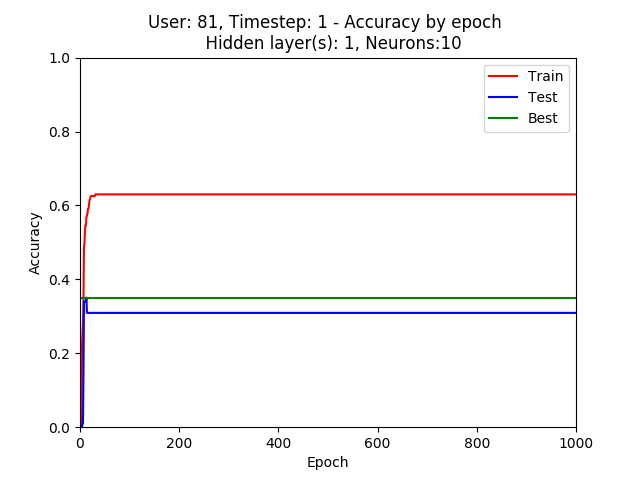 User: 81, Timestep: 1 - Accuracy by epoch
Hidden layer(s): 1, Neurons:10
Train
Test
Best
1.0
0.8
0.6
0.4
0.2
0.0
Accuracy
0
200
400
600
800
1000
Epoch